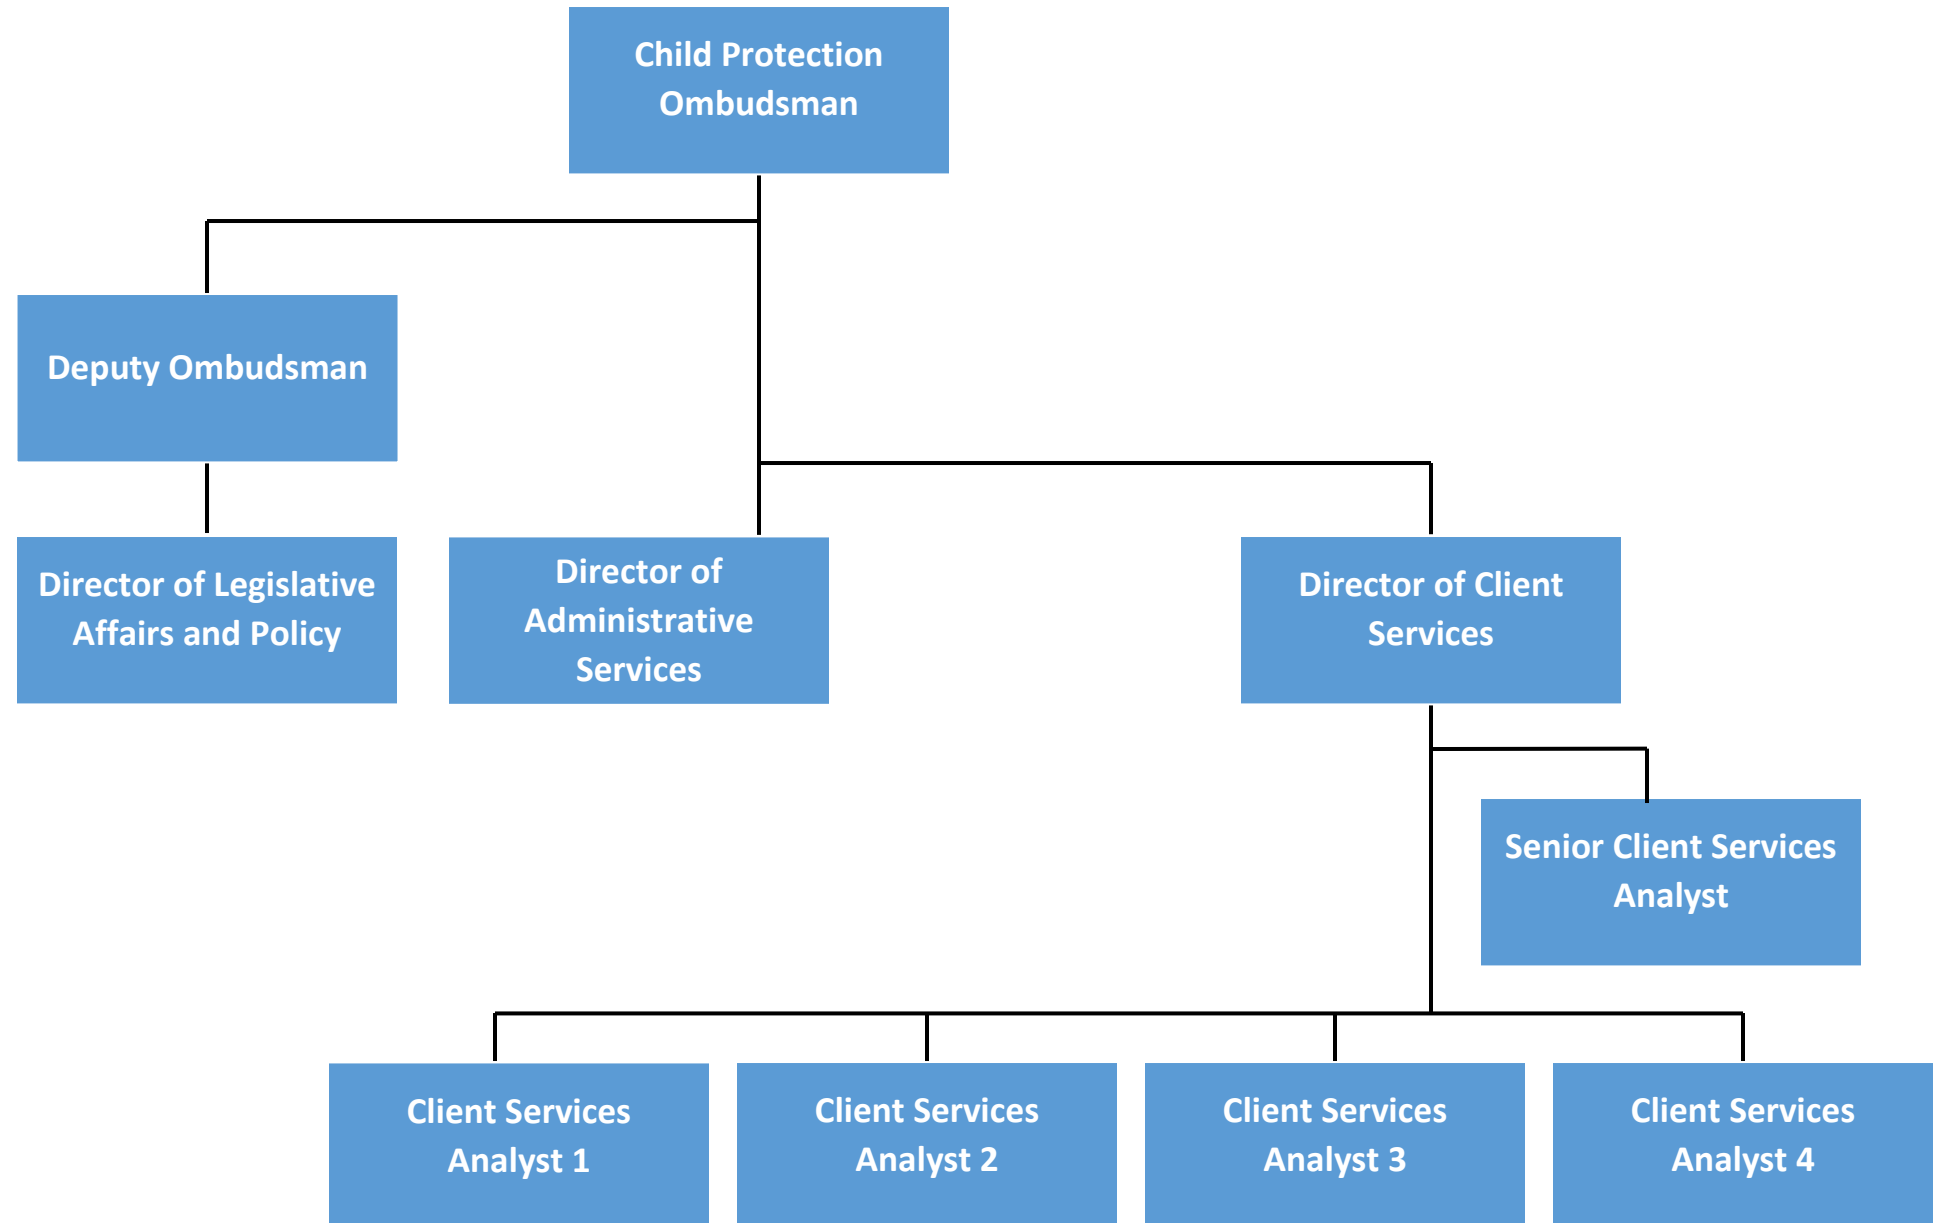 Child Protection
Ombudsman
Deputy Ombudsman
Director of Legislative
Affairs and Policy
Director of
Administrative
Services
Director of Client
Services
Senior Client Services
Analyst
Client Services
Analyst 1
Client Services
Analyst 2
Client Services
Analyst 3
Client Services
Analyst 4